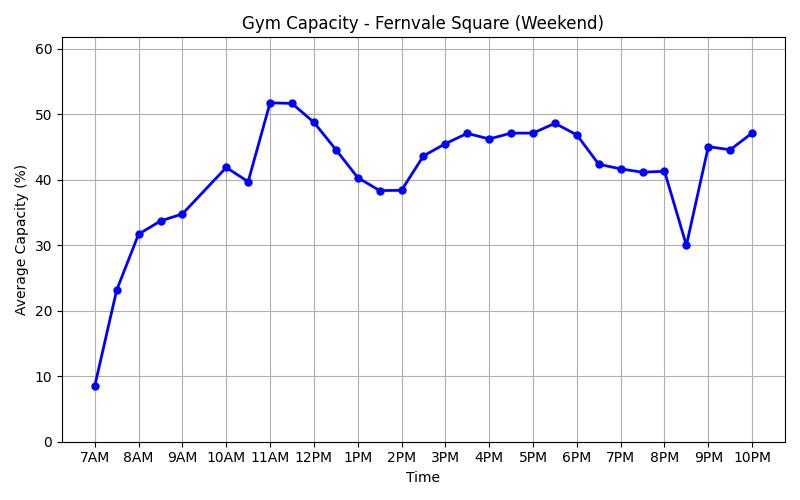 Gym Capacity - Fernvale Square (Weekend)
60
50
40
30
20
10
0
Average Capacity (%)
7AM 8AM 9AM 10AM 11AM 12PM 1PM 2PM 3PM 4PM 5PM 6PM 7PM 8PM 9PM 10PM
Time